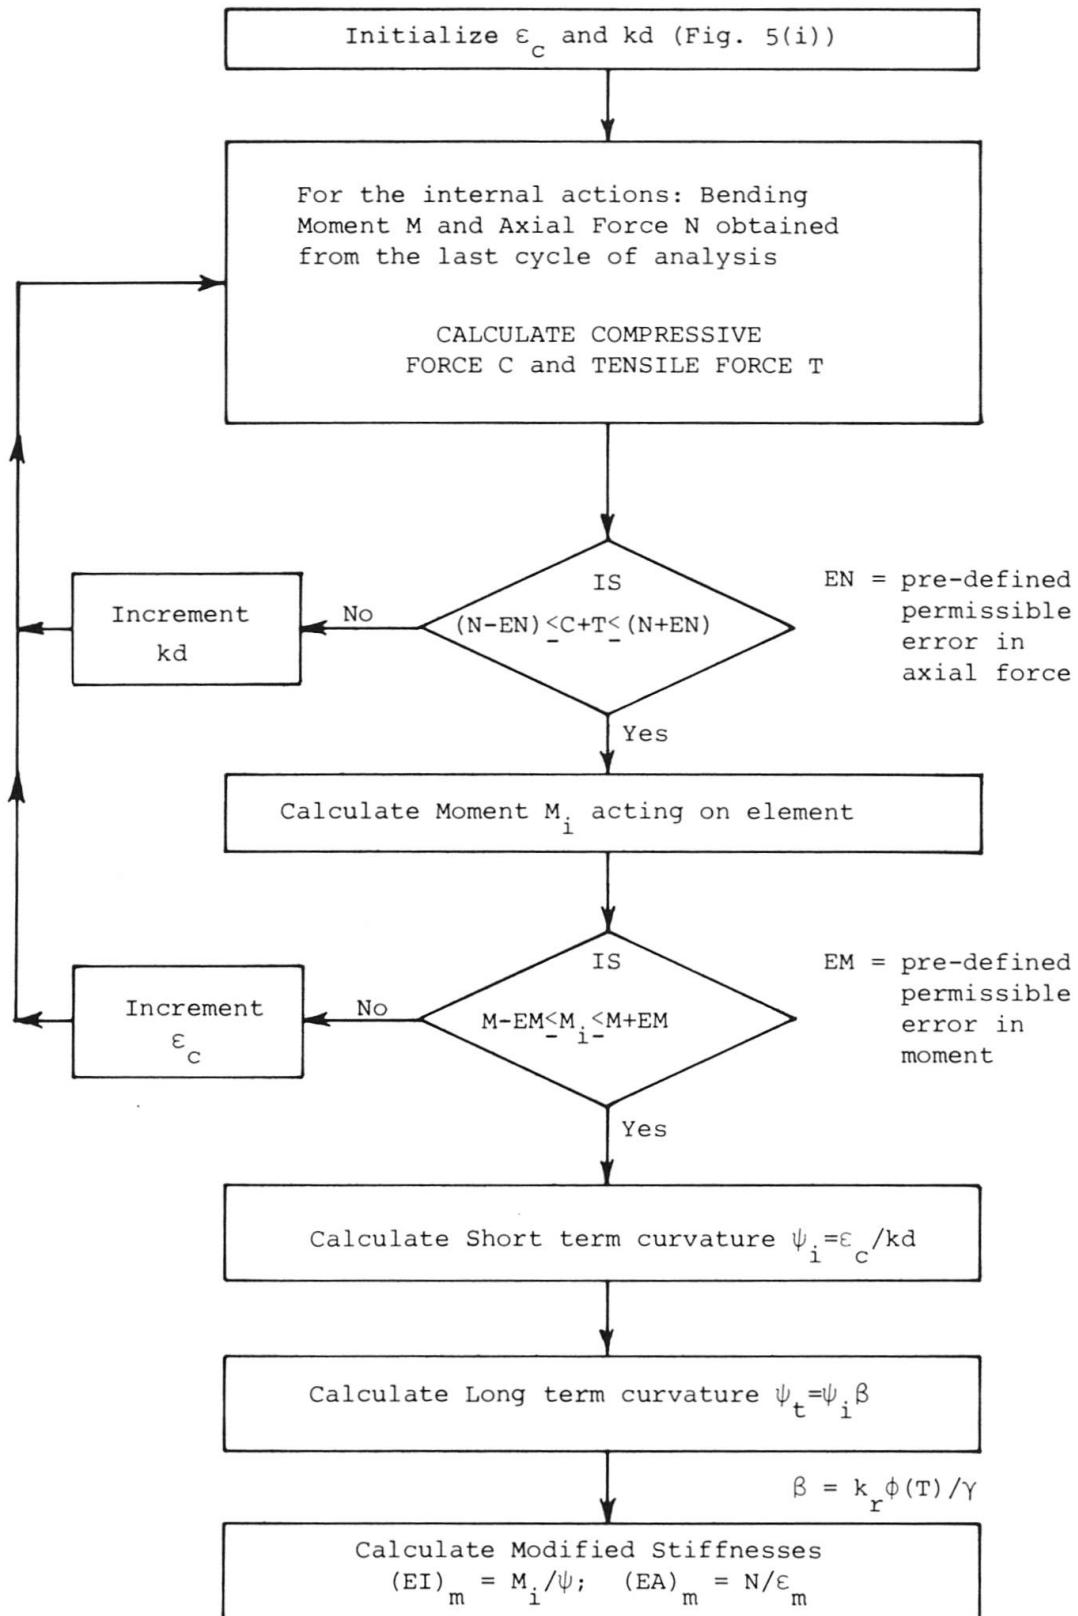 Initialize ε_c and kd (Fig. 5(i))
For the internal actions: Bending
Moment M and Axial Force N obtained
from the last cycle of analysis
CALCULATE COMPRESSIVE
FORCE C and TENSILE FORCE T
IS
(N-EN)≤C+T≤(N+EN)
No
Increment
kd
EN = pre-defined
permissible
error in
axial force
Yes
Calculate Moment M_i acting on element
IS
M-EM≤M_i≤M+EM
No
Increment
ε_c
EM = pre-defined
permissible
error in
moment
Yes
Calculate Short term curvature ψ_i=ε_c/kd
Calculate Long term curvature ψ_t=ψ_iβ
β = k_rφ(T)/γ
Calculate Modified Stiffnesses
(EI)_m = M_i/ψ; (EA)_m = N/ε_m